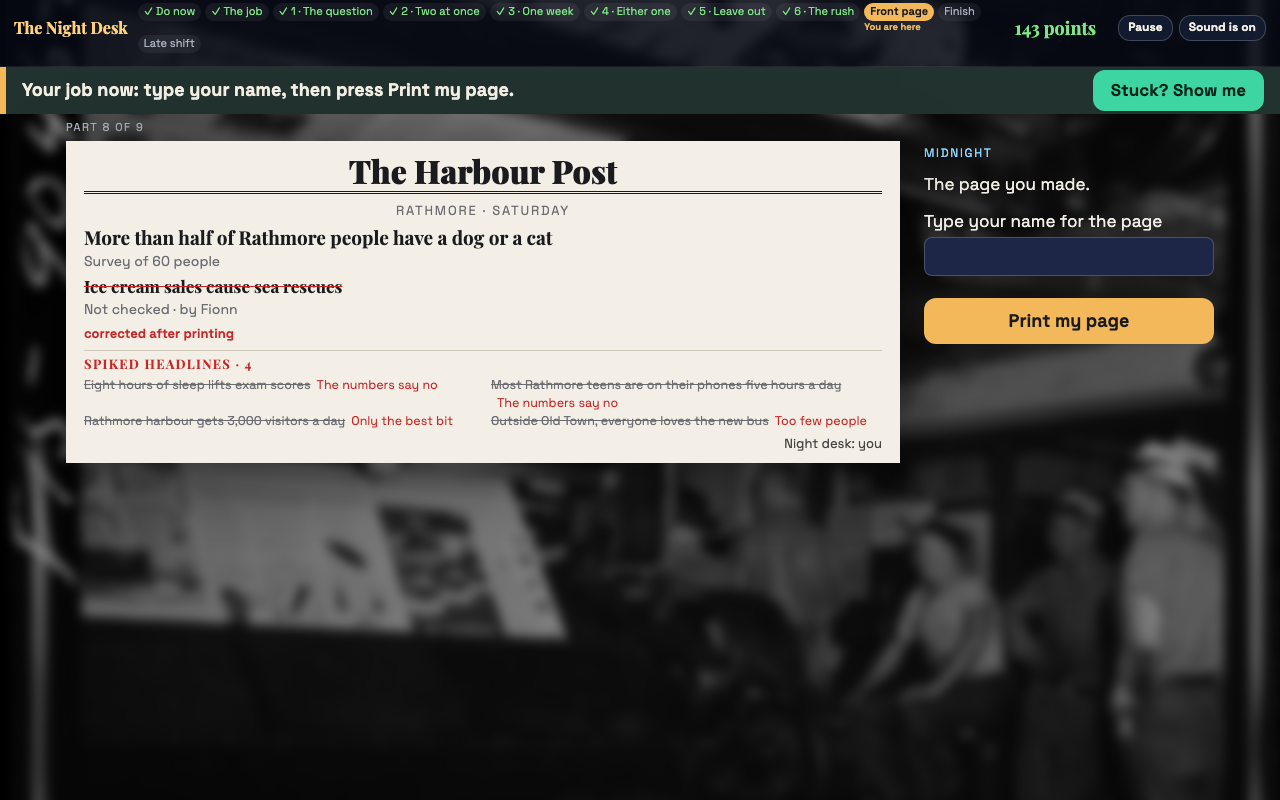 The Night Desk
✓ Do now
✓ The job
✓ 1 · The question
✓ 2 · Two at once
✓ 3 · One week
✓ 4 · Either one
✓ 5 · Leave out
✓ 6 · The rush
Front page
You are here
Finish
Late shift
143 points
Pause
Sound is on
Your job now: type your name, then press Print my page.
Stuck? Show me
PART 8 OF 9
The Harbour Post
RATHMORE · SATURDAY
More than half of Rathmore people have a dog or a cat
Survey of 60 people
Ice cream sales cause sea rescues
Not checked · by Fionn
corrected after printing
SPIKED HEADLINES · 4
Eight hours of sleep lifts exam scores The numbers say no
Most Rathmore teens are on their phones five hours a day
The numbers say no
Rathmore harbour gets 3,000 visitors a day Only the best bit
Outside Old Town, everyone loves the new bus Too few people
Night desk: you
MIDNIGHT
The page you made.
Type your name for the page
Print my page